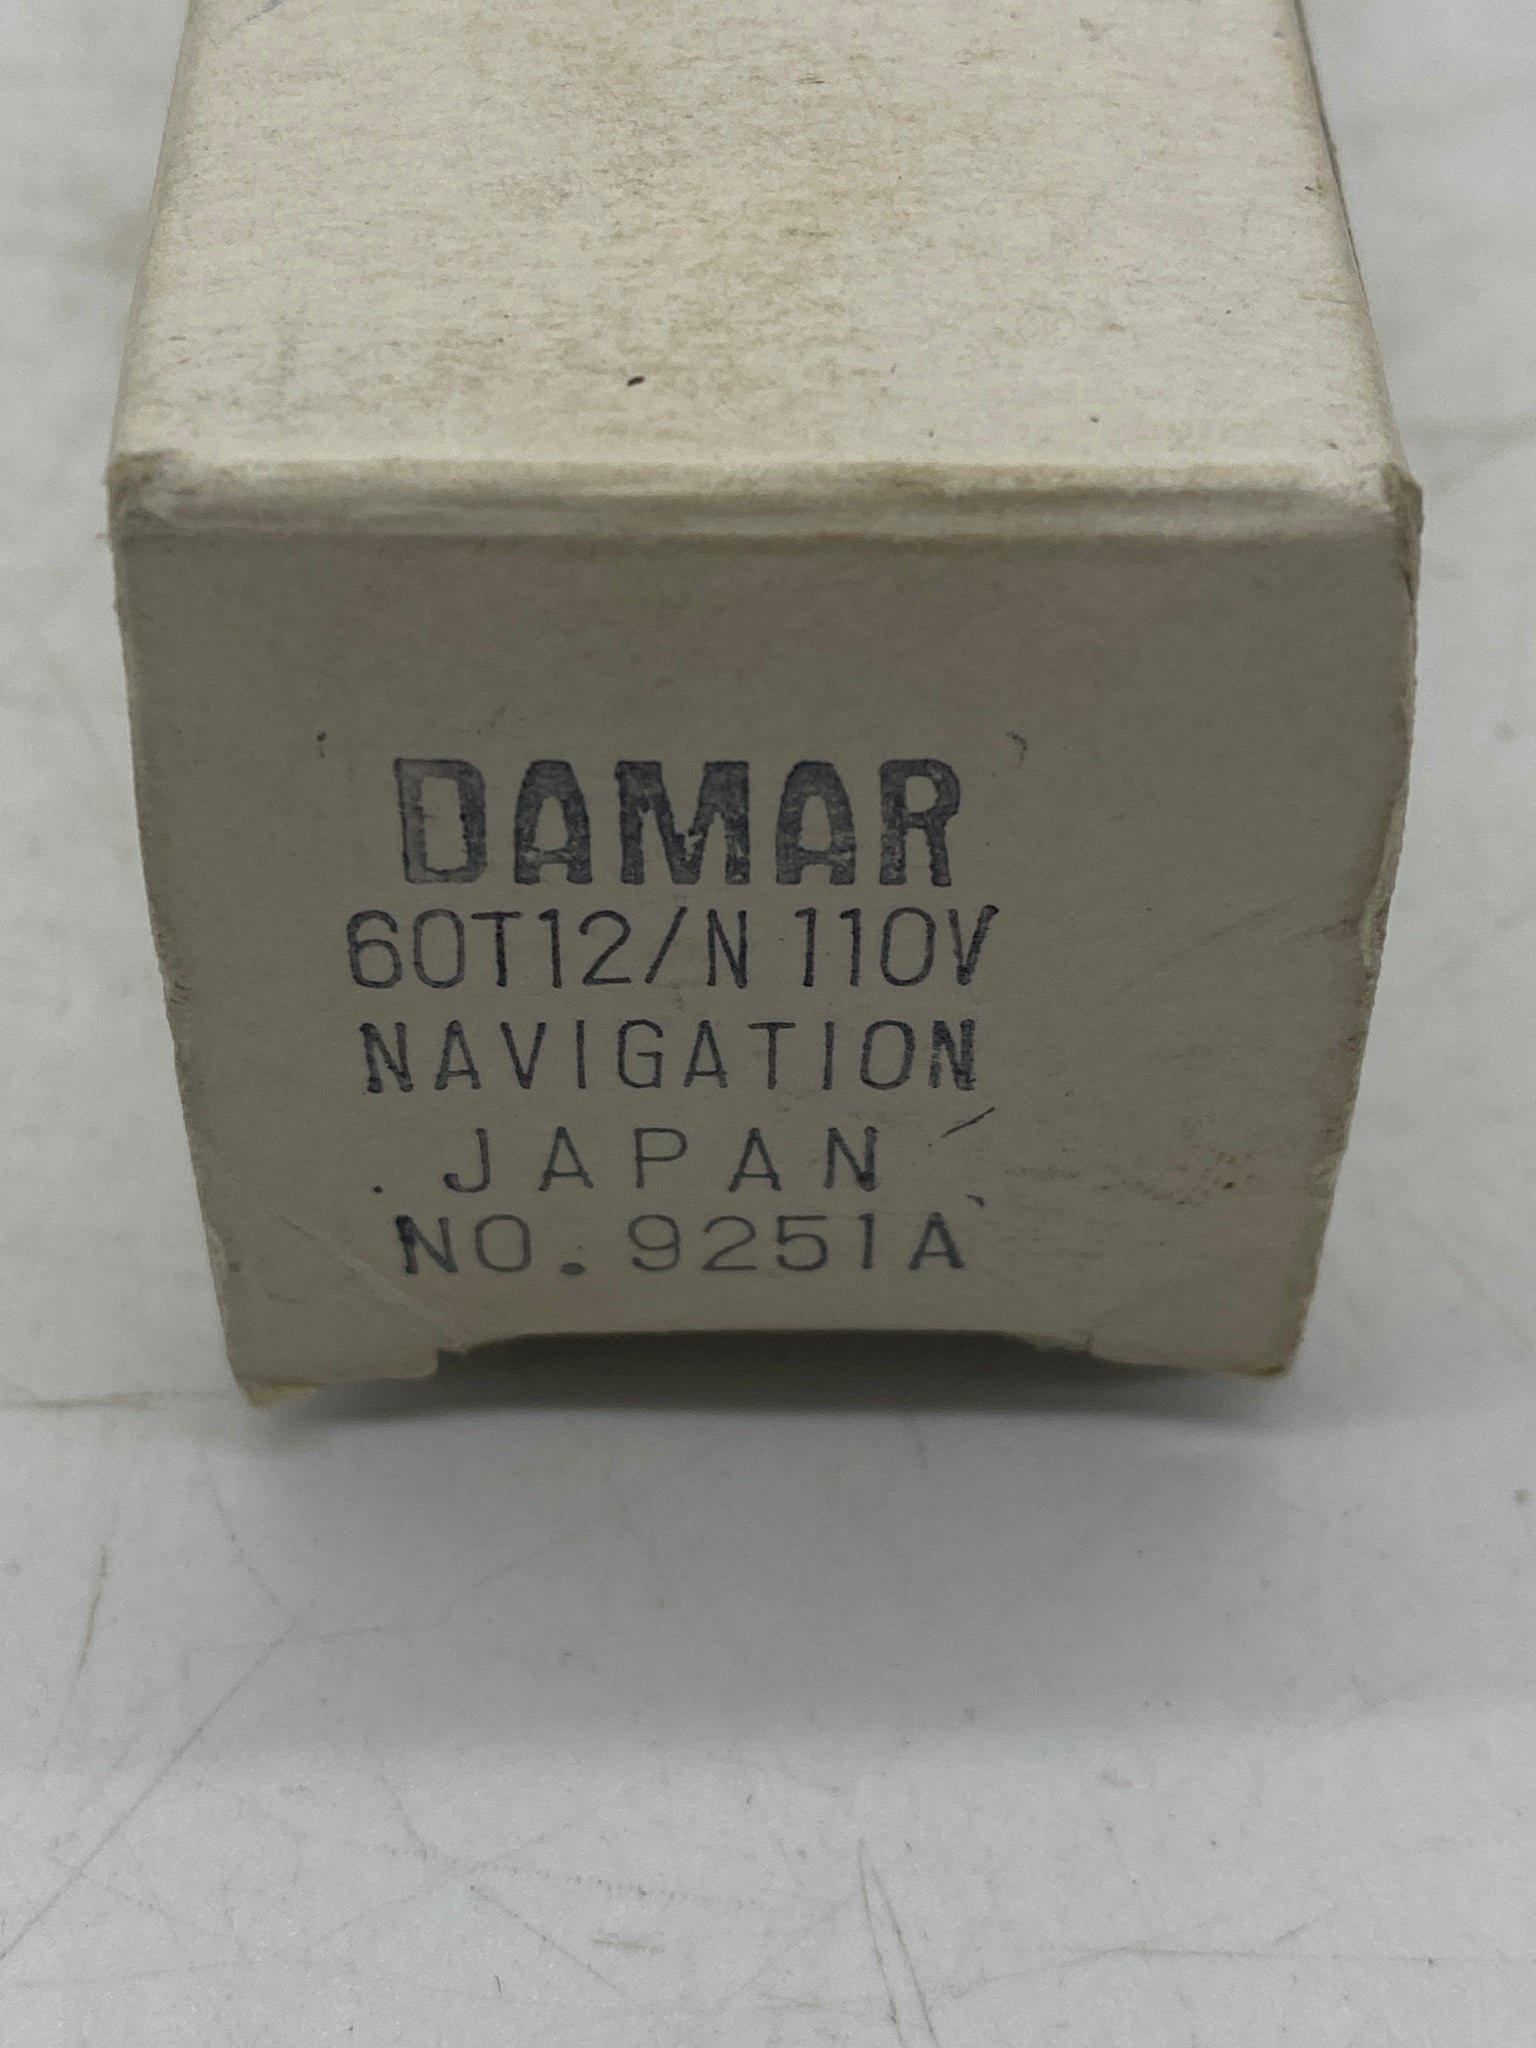 DAMAR
60T12/N 110V
NAVIGATION
JAPAN
NO. 9251A